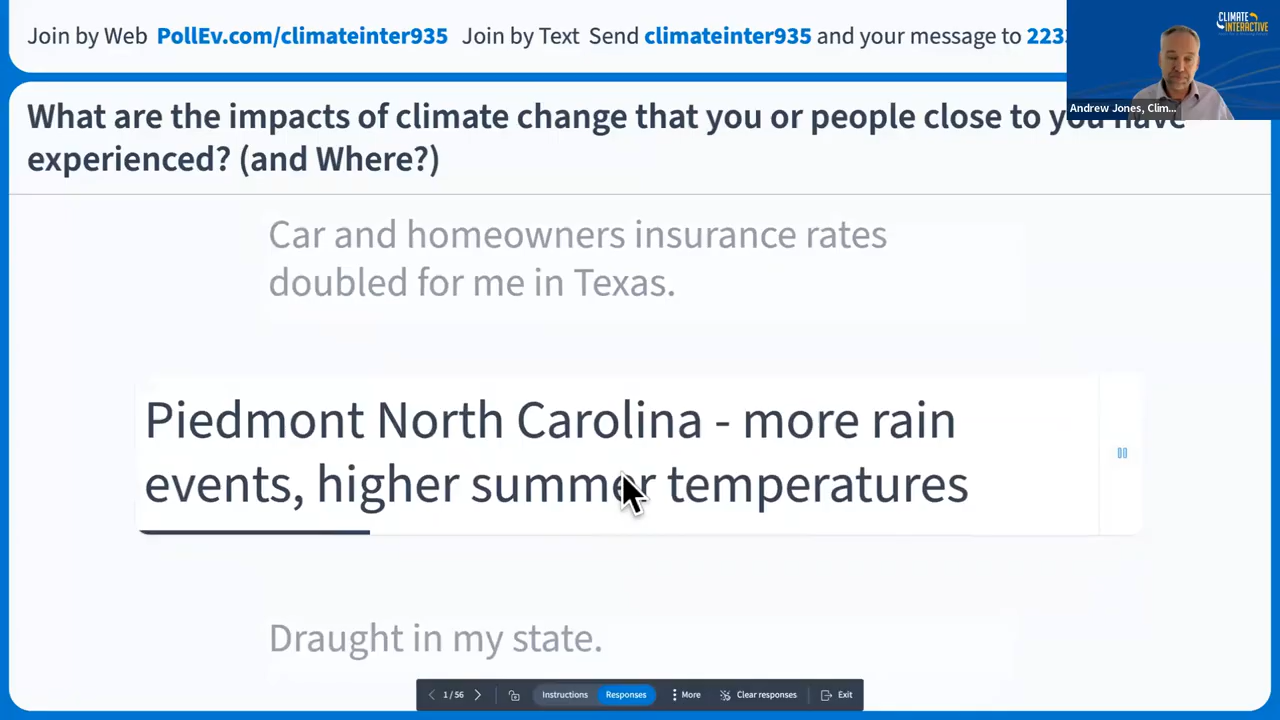 Join by Web PollEv.com/climateinter935 Join by Text Send climateinter935 and your message to
CLIMATE
INTERACTIVE
Andrew Jones, Clim...
What are the impacts of climate change that you or people close to you have
experienced? (and Where?)
Car and homeowners insurance rates
doubled for me in Texas.
Piedmont North Carolina - more rain
events, higher summer temperatures
Draught in my state.
1 / 56 Instructions Responses More Clear responses Exit